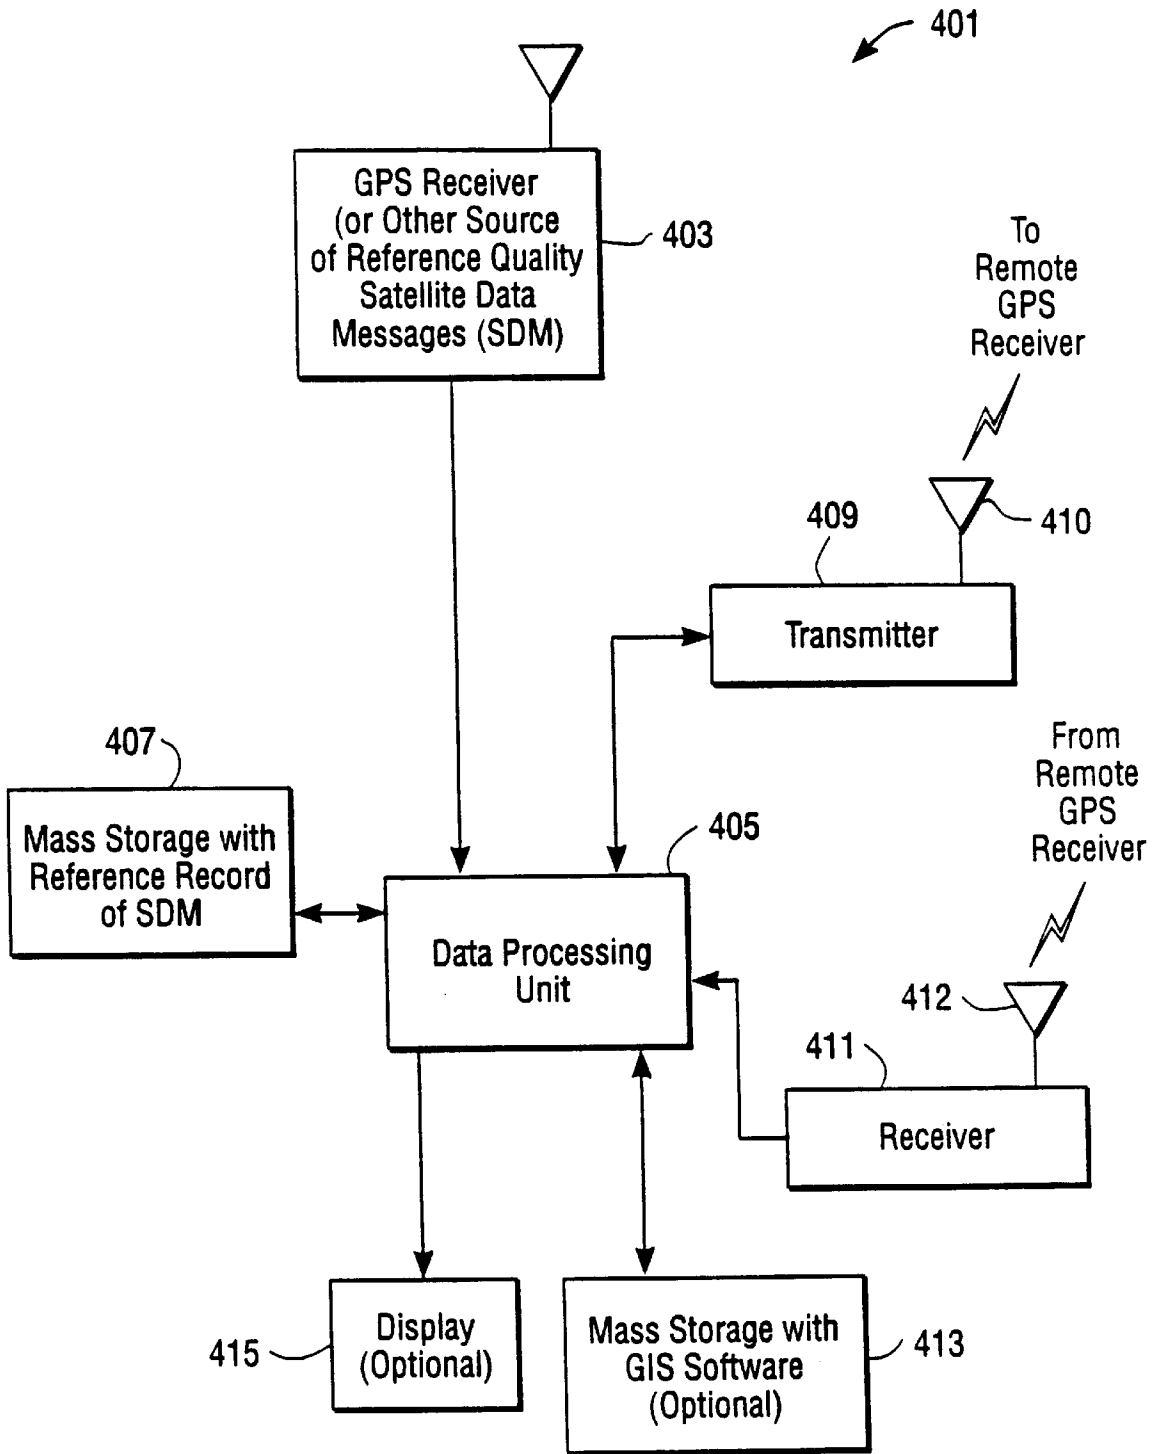 401
GPS Receiver
(or Other Source
of Reference Quality
Satellite Data
Messages (SDM)
403
To
Remote
GPS
Receiver
410
409
Transmitter
407
Mass Storage with
Reference Record
of SDM
405
Data Processing
Unit
From
Remote
GPS
Receiver
412
411
Receiver
415
Display
(Optional)
Mass Storage with
GIS Software
(Optional)
413